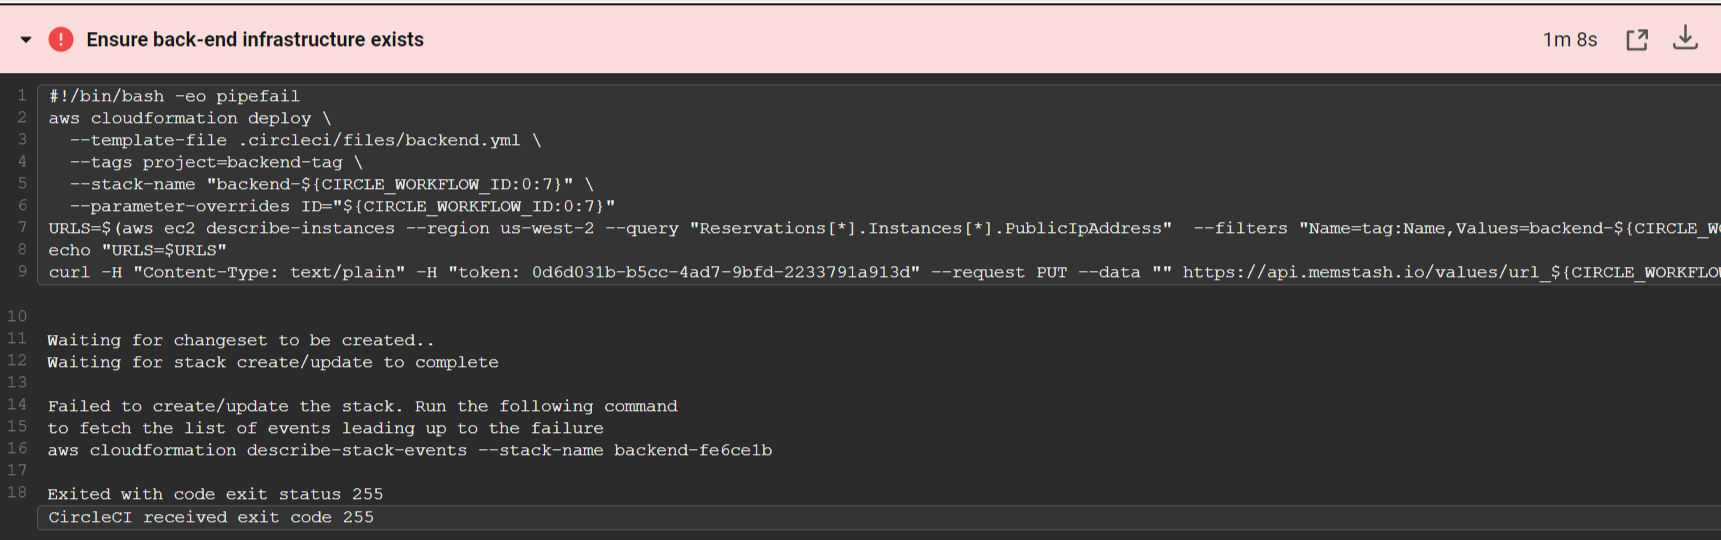 Ensure back-end infrastructure exists
1m 8s
1 #!/bin/bash -eo pipefail
2 aws cloudformation deploy \
3   --template-file .circleci/files/backend.yml \
4   --tags project=backend-tag \
5   --stack-name "backend-${CIRCLE_WORKFLOW_ID:0:7}" \
6   --parameter-overrides ID="${CIRCLE_WORKFLOW_ID:0:7}"
7 URLS=$(aws ec2 describe-instances --region us-west-2 --query "Reservations[*].Instances[*].PublicIpAddress"  --filters "Name=tag:Name,Values=backend-${CIRCLE_W
8 echo "URLS=$URLS"
9 curl -H "Content-Type: text/plain" -H "token: 0d6d031b-b5cc-4ad7-9bfd-2233791a913d" --request PUT --data "" https://api.memstash.io/values/url_${CIRCLE_WORKFLO
10
11 Waiting for changeset to be created..
12 Waiting for stack create/update to complete
13
14 Failed to create/update the stack. Run the following command
15 to fetch the list of events leading up to the failure
16 aws cloudformation describe-stack-events --stack-name backend-fe6ce1b
17
18 Exited with code exit status 255
CircleCI received exit code 255